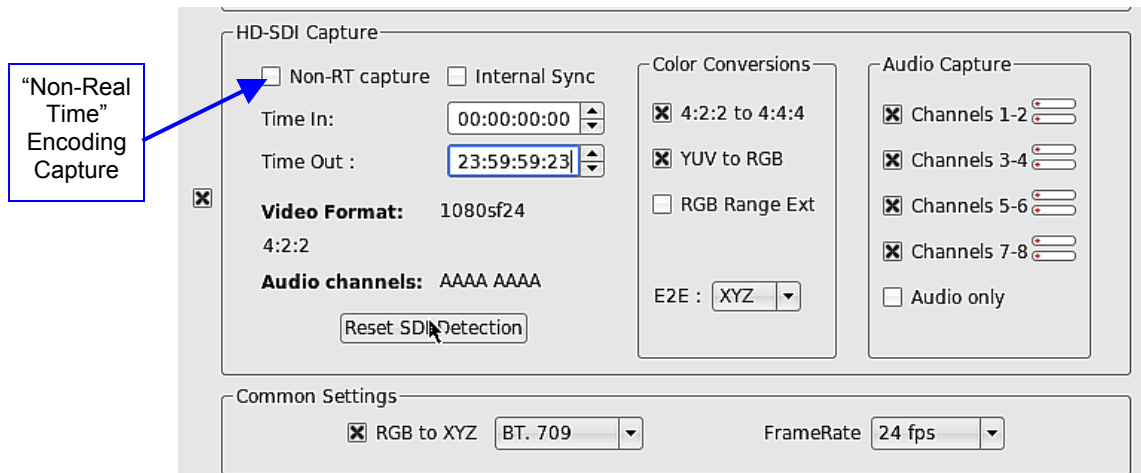 “Non-Real
Time”
Encoding
Capture
HD-SDI Capture
Non-RT capture
Internal Sync
Time In:
00:00:00:00
Time Out :
23:59:59:23
Video Format:
1080sf24
4:2:2
Audio channels:
AAAA AAAA
Reset SDI Detection
Color Conversions
4:2:2 to 4:4:4
YUV to RGB
RGB Range Ext
E2E :
XYZ
Audio Capture
Channels 1-2
Channels 3-4
Channels 5-6
Channels 7-8
Audio only
Common Settings
RGB to XYZ
BT. 709
FrameRate
24 fps